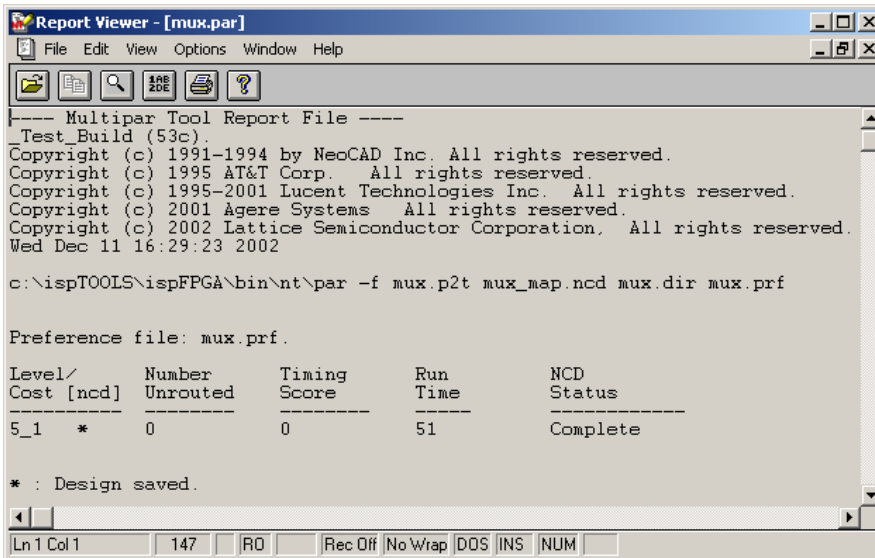 Report Viewer - [mux.par]
File Edit View Options Window Help
1AB
2DE
---- Multipar Tool Report File ----
_Test_Build (53c).
Copyright (c) 1991-1994 by NeoCAD Inc. All rights reserved.
Copyright (c) 1995 AT&T Corp. All rights reserved.
Copyright (c) 1995-2001 Lucent Technologies Inc. All rights reserved.
Copyright (c) 2001 Agere Systems All rights reserved.
Copyright (c) 2002 Lattice Semiconductor Corporation, All rights reserved.
Wed Dec 11 16:29:23 2002
c:\ispTOOLS\ispFPGA\bin\nt\par -f mux.p2t mux_map.ncd mux.dir mux.prf
Preference file: mux.prf.
Level/ Number Timing Run NCD
Cost [ncd] Unrouted Score Time Status
---------- -------- -------- ----- ------------
5_1 * 0 0 51 Complete
* : Design saved.
Ln 1 Col 1 147 RO Rec Off No Wrap DOS INS NUM